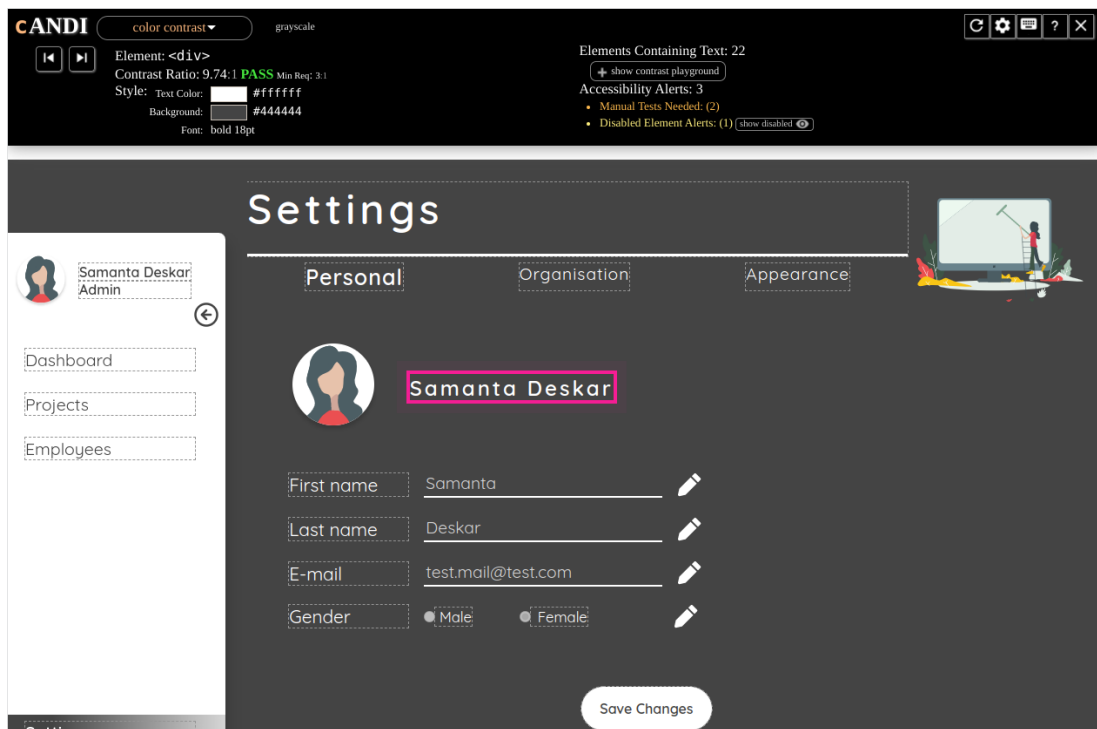 cANDI color contrast grayscale ?
Element: <div>
Contrast Ratio: 9.74:1 PASS Min Req: 3:1
Style: Text Color: #ffffff
Background: #444444
Font: bold 18pt
Elements Containing Text: 22
show contrast playground
Accessibility Alerts: 3
Manual Tests Needed: (2)
Disabled Element Alerts: (1) show disabled
Settings
Personal Organisation Appearance
Samanta Deskar
Admin
Dashboard
Projects
Employees
Samanta Deskar
First name Samanta
Last name Deskar
E-mail test.mail@test.com
Gender Male Female
Save Changes